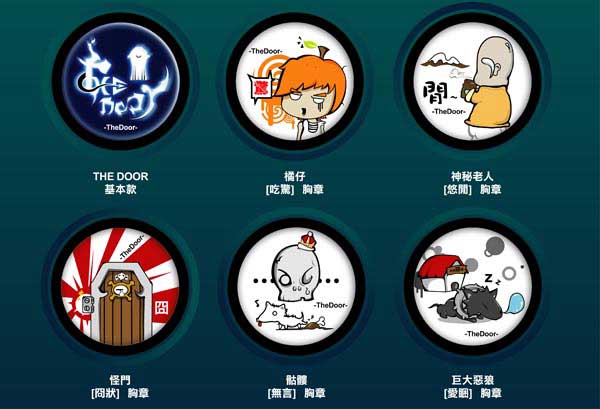 The
DOOR
-TheDoor-
-TheDoor-
驚
閒~
-TheDoor-
THE DOOR
基本款
橘仔
[吃驚] 胸章
神秘老人
[悠閒] 胸章
-TheDoor-
囧
-TheDoor-
Zzz
-TheDoor-
怪門
[囧狀] 胸章
骷髏
[無言] 胸章
巨大惡狼
[愛睏] 胸章